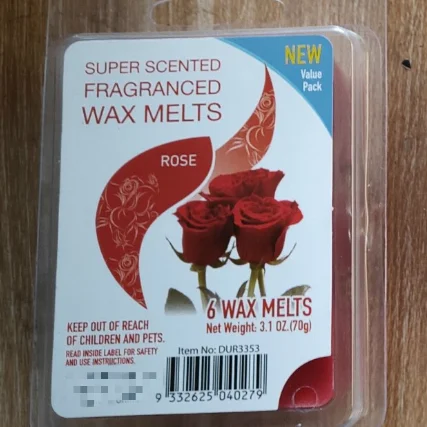 SUPER SCENTED
FRAGRANCED
WAX MELTS
NEW
Value
Pack
ROSE
6 WAX MELTS
Net Weight: 3.1 OZ.(70g)
KEEP OUT OF REACH
OF CHILDREN AND PETS.
READ INSIDE LABEL FOR SAFETY
AND USE INSTRUCTIONS.
Item No: DUR3353
9 332625 040279